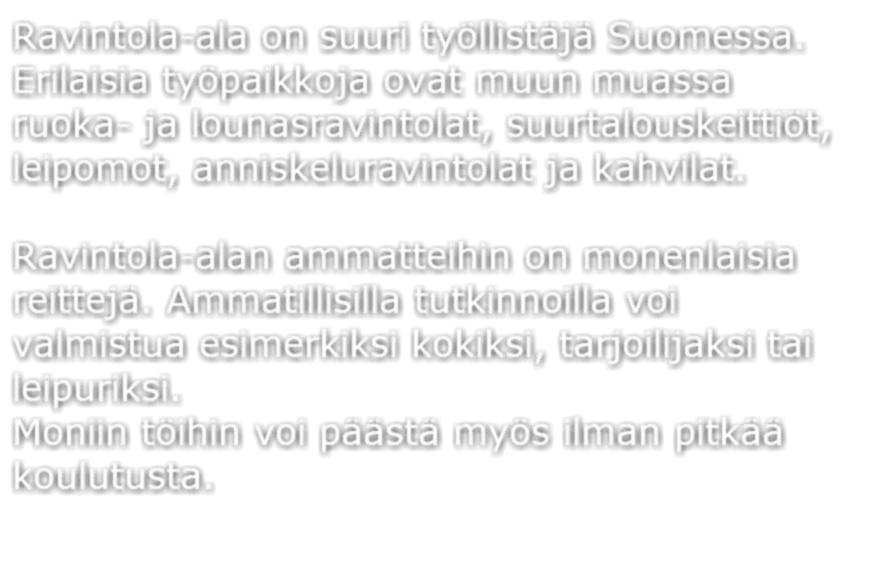 Ravintola-ala on suuri työllistäjä Suomessa.
Erilaisia työpaikkoja ovat muun muassa
ruoka- ja lounasravintolat, suurtalouskeittiöt,
leipomot, anniskeluravintolat ja kahvilat.
Ravintola-alan ammatteihin on monenlaisia
reittejä. Ammatillisilla tutkinnoilla voi
valmistua esimerkiksi kokiksi, tarjoilijaksi tai
leipuriksi.
Moniin töihin voi päästä myös ilman pitkää
koulutusta.